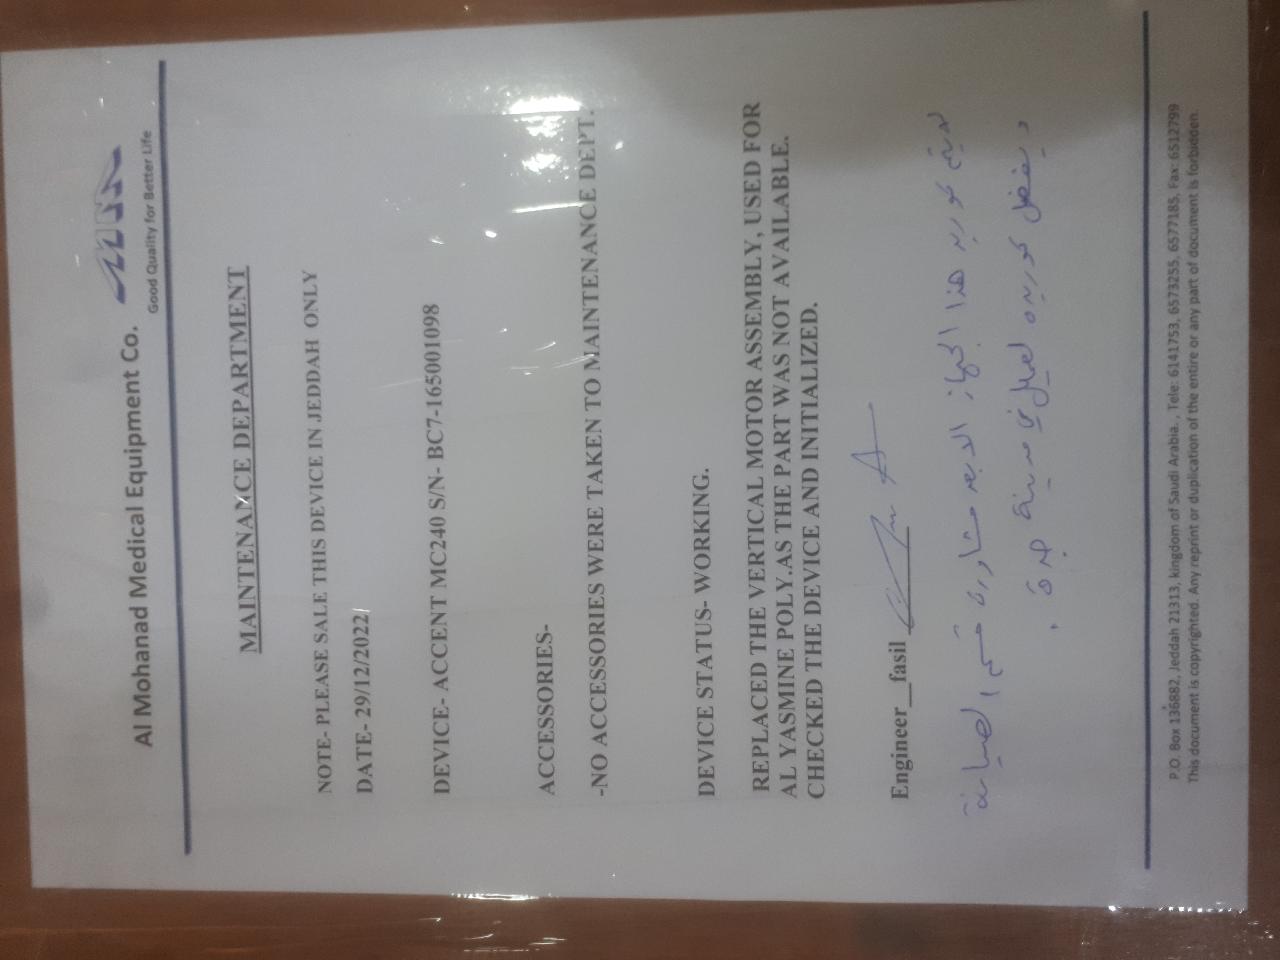 Al Mohanad Medical Equipment Co.
MM
Good Quality for Better Life
MAINTENANCE DEPARTMENT
NOTE- PLEASE SALE THIS DEVICE IN JEDDAH ONLY
DATE- 29/12/2022
DEVICE- ACCENT MC240 S/N- BC7-165001098
ACCESSORIES-
-NO ACCESSORIES WERE TAKEN TO MAINTENANCE DEPT.
DEVICE STATUS- WORKING.
REPLACED THE VERTICAL MOTOR ASSEMBLY, USED FOR
AL YASMINE POLY.AS THE PART WAS NOT AVAILABLE.
CHECKED THE DEVICE AND INITIALIZED.
Engineer__fasil
لا يتم توريد هذا الجهاز الا بعد مشاورة قسم الصيانة
و يفضل توريده لعميل في مدينة جدة .
P.O. Box 136882, Jeddah 21313, kingdom of Saudi Arabia. , Tele: 6141753, 6573255, 6577185, Fax: 6512799
This document is copyrighted. Any reprint or duplication of the entire or any part of document is forbidden.